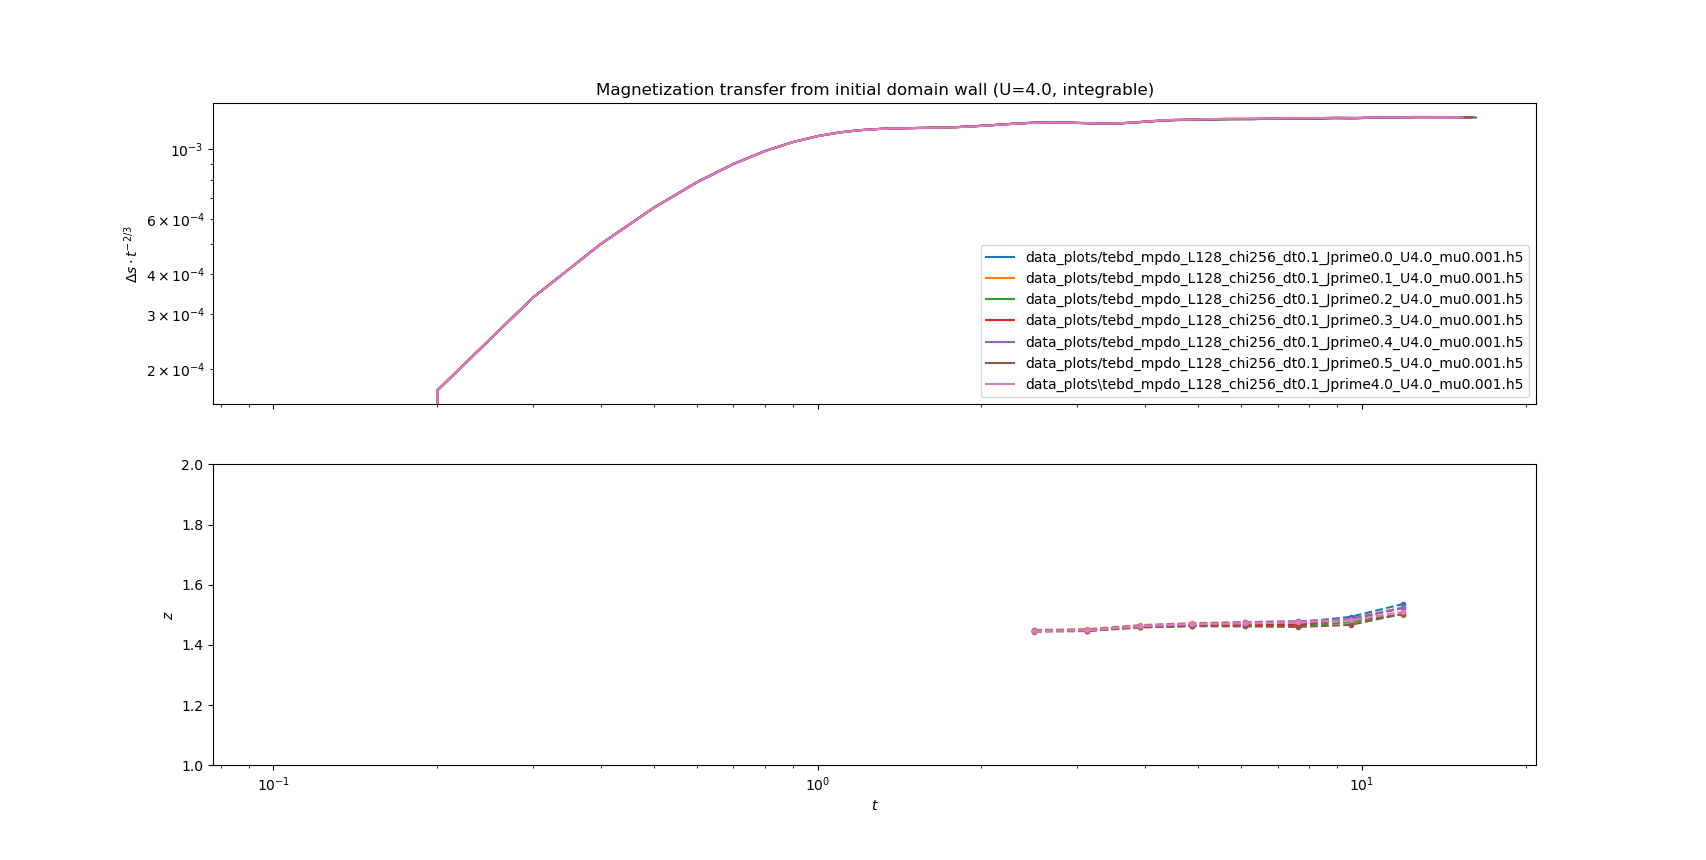 Magnetization transfer from initial domain wall (U=4.0, integrable)
10⁻³
6 × 10⁻⁴
4 × 10⁻⁴
3 × 10⁻⁴
2 × 10⁻⁴
Δs · t⁻²ᐟ³
data_plots/tebd_mpdo_L128_chi256_dt0.1_Jprime0.0_U4.0_mu0.001.h5
data_plots/tebd_mpdo_L128_chi256_dt0.1_Jprime0.1_U4.0_mu0.001.h5
data_plots/tebd_mpdo_L128_chi256_dt0.1_Jprime0.2_U4.0_mu0.001.h5
data_plots/tebd_mpdo_L128_chi256_dt0.1_Jprime0.3_U4.0_mu0.001.h5
data_plots/tebd_mpdo_L128_chi256_dt0.1_Jprime0.4_U4.0_mu0.001.h5
data_plots/tebd_mpdo_L128_chi256_dt0.1_Jprime0.5_U4.0_mu0.001.h5
data_plots\tebd_mpdo_L128_chi256_dt0.1_Jprime4.0_U4.0_mu0.001.h5
2.0
1.8
1.6
1.4
1.2
1.0
z
10⁻¹ 10⁰ 10¹
t